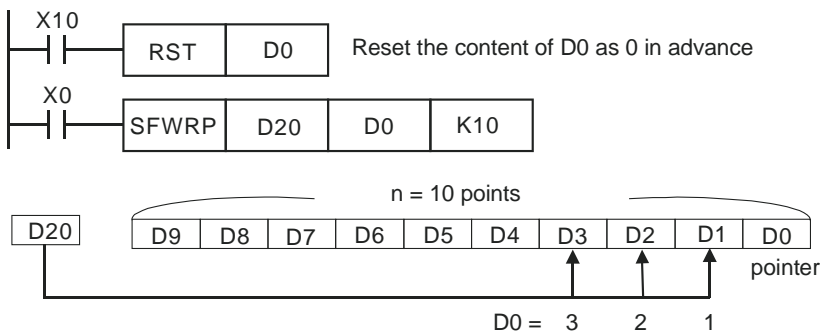 X10
RST D0 Reset the content of D0 as 0 in advance
X0
SFWRP D20 D0 K10
n = 10 points
D20 D9 D8 D7 D6 D5 D4 D3 D2 D1 D0
pointer
D0 = 3 2 1